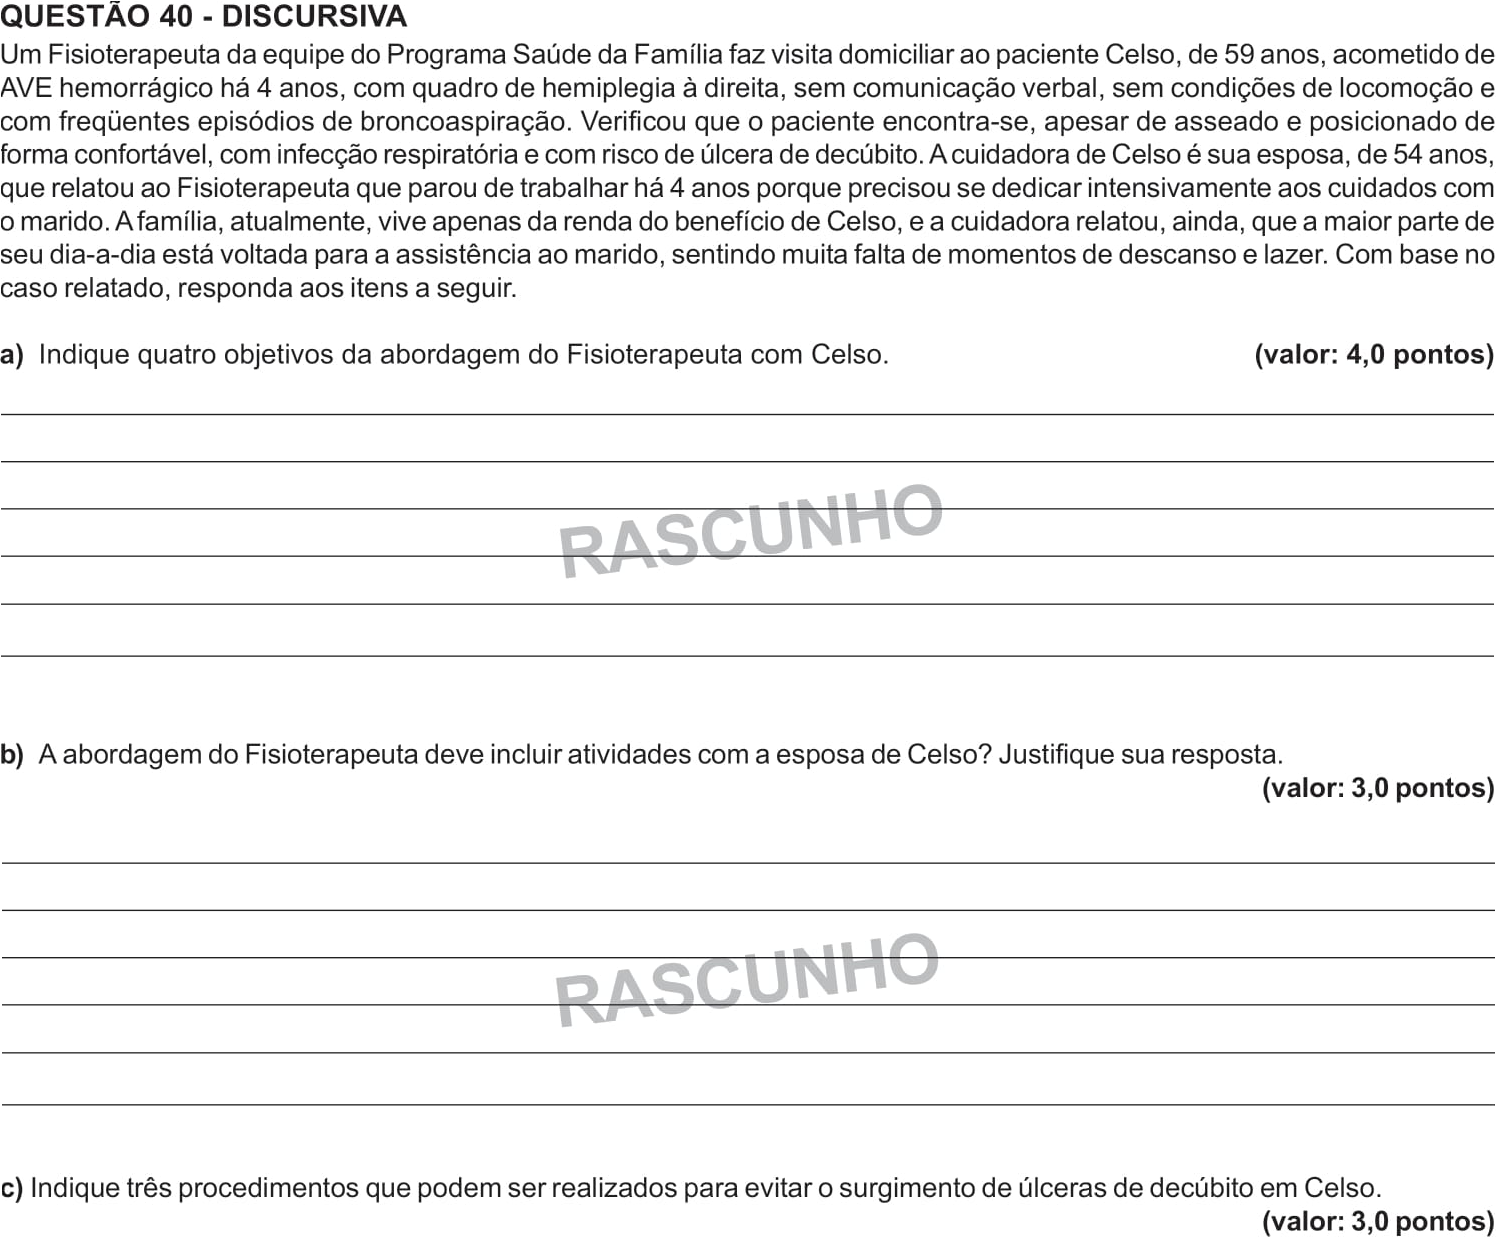 QUESTÃO 40 - DISCURSIVA
Um Fisioterapeuta da equipe do Programa Saúde da Família faz visita domiciliar ao paciente Celso, de 59 anos, acometido de
AVE hemorrágico há 4 anos, com quadro de hemiplegia à direita, sem comunicação verbal, sem condições de locomoção e
com freqüentes episódios de broncoaspiração. Verificou que o paciente encontra-se, apesar de asseado e posicionado de
forma confortável, com infecção respiratória e com risco de úlcera de decúbito. A cuidadora de Celso é sua esposa, de 54 anos,
que relatou ao Fisioterapeuta que parou de trabalhar há 4 anos porque precisou se dedicar intensivamente aos cuidados com
o marido. A família, atualmente, vive apenas da renda do benefício de Celso, e a cuidadora relatou, ainda, que a maior parte de
seu dia-a-dia está voltada para a assistência ao marido, sentindo muita falta de momentos de descanso e lazer. Com base no
caso relatado, responda aos itens a seguir.
a) Indique quatro objetivos da abordagem do Fisioterapeuta com Celso. (valor: 4,0 pontos)
RASCUNHO
b) A abordagem do Fisioterapeuta deve incluir atividades com a esposa de Celso? Justifique sua resposta.
(valor: 3,0 pontos)
RASCUNHO
c) Indique três procedimentos que podem ser realizados para evitar o surgimento de úlceras de decúbito em Celso.
(valor: 3,0 pontos)